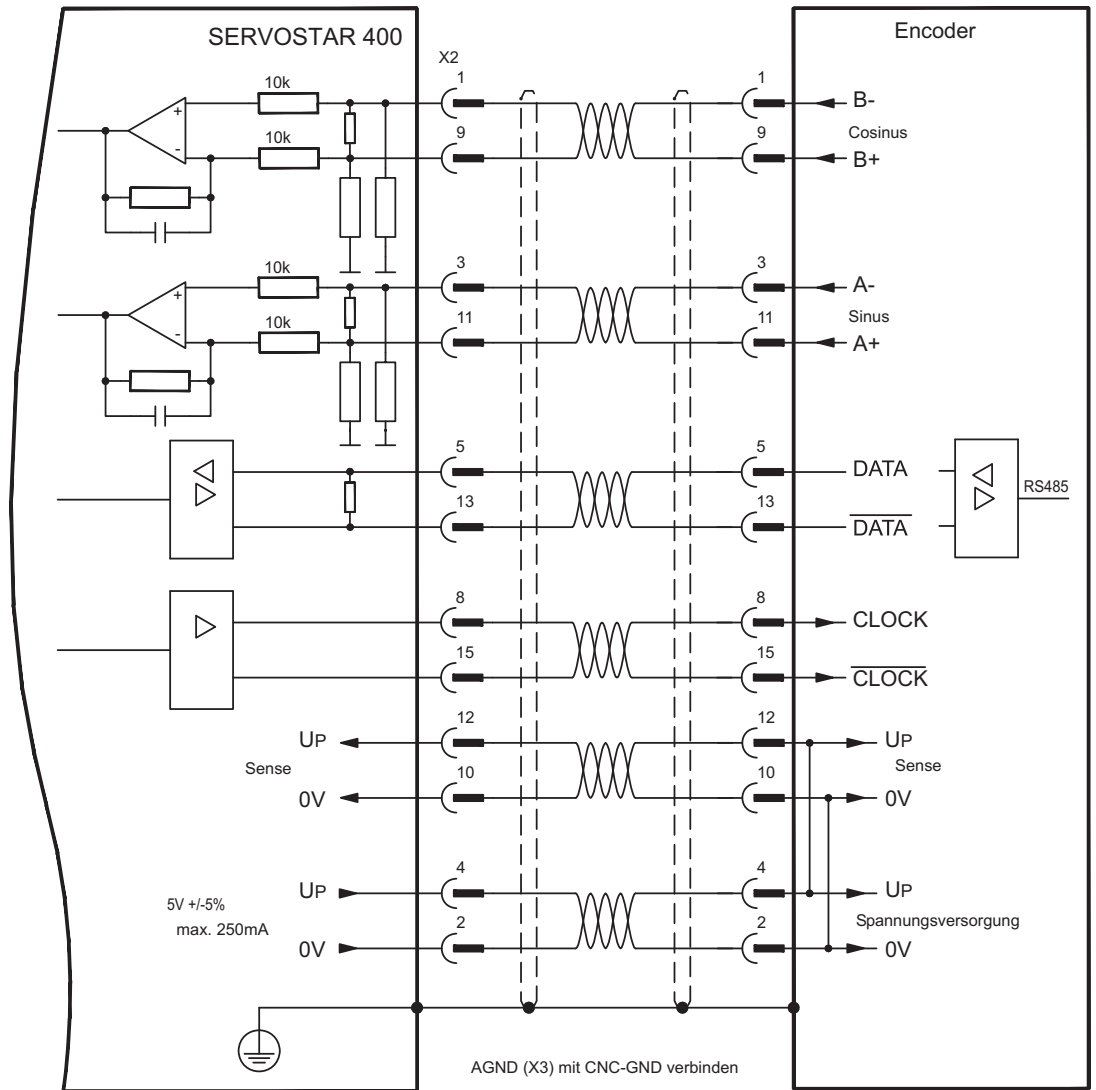 SERVOSTAR 400
Encoder
X2
10k
1
1
B-
+
Cosinus
-
10k
9
9
B+
10k
3
3
A-
+
Sinus
-
10k
11
11
A+
5
5
DATA
RS485
13
13
DATA
8
8
CLOCK
15
15
CLOCK
UP
12
12
UP
Sense
Sense
0V
10
10
0V
UP
4
4
UP
5V +/-5%
max. 250mA
Spannungsversorgung
0V
2
2
0V
AGND (X3) mit CNC-GND verbinden